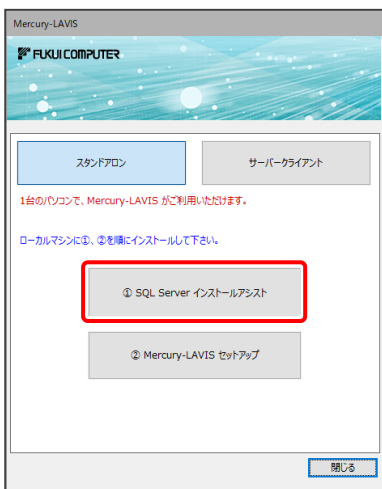 Mercury-LAVIS
FUKUI COMPUTER
スタンドアロン
サーバークライアント
1台のパソコンで、Mercury-LAVIS がご利用いただけます。
ローカルマシンに①、②を順にインストールして下さい。
① SQL Server インストールアシスト
② Mercury-LAVIS セットアップ
閉じる